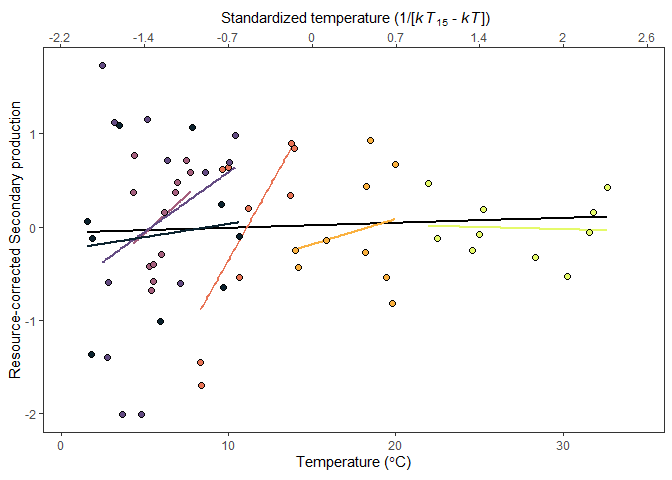 Standardized temperature (1/[kT15 - kT])
-2.2 -1.4 -0.7 0 0.7 1.4 2.2 2.6
Resource-corrected Secondary production
1
0
-1
-2
0 10 20 30
Temperature (°C)